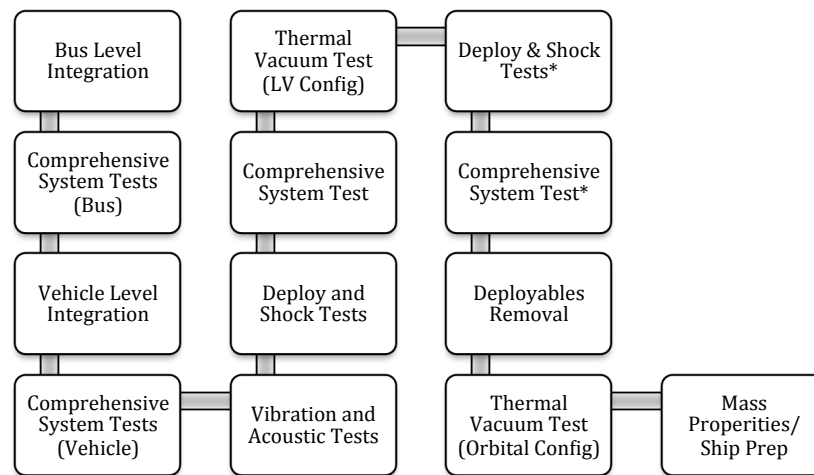 Bus Level
Integration
Comprehensive
System Tests
(Bus)
Vehicle Level
Integration
Comprehensive
System Tests
(Vehicle)
Vibration and
Acoustic Tests
Deploy and
Shock Tests
Comprehensive
System Test
Thermal
Vacuum Test
(LV Config)
Deploy & Shock
Tests*
Comprehensive
System Test*
Deployables
Removal
Thermal
Vacuum Test
(Orbital Config)
Mass
Properities/
Ship Prep